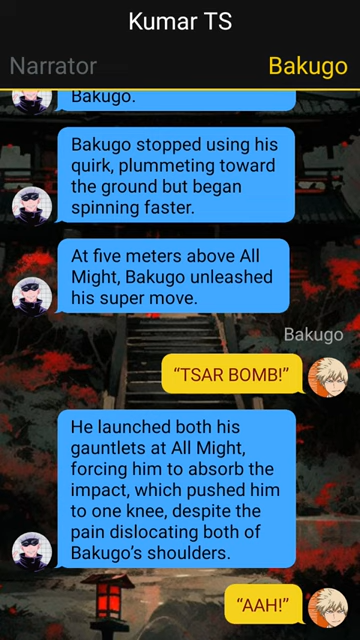 Kumar TS
Narrator
Bakugo
Bakugo.
Bakugo stopped using his
quirk, plummeting toward
the ground but began
spinning faster.
At five meters above All
Might, Bakugo unleashed
his super move.
Bakugo
“TSAR BOMB!”
He launched both his
gauntlets at All Might,
forcing him to absorb the
impact, which pushed him
to one knee, despite the
pain dislocating both of
Bakugo’s shoulders.
“AAH!”